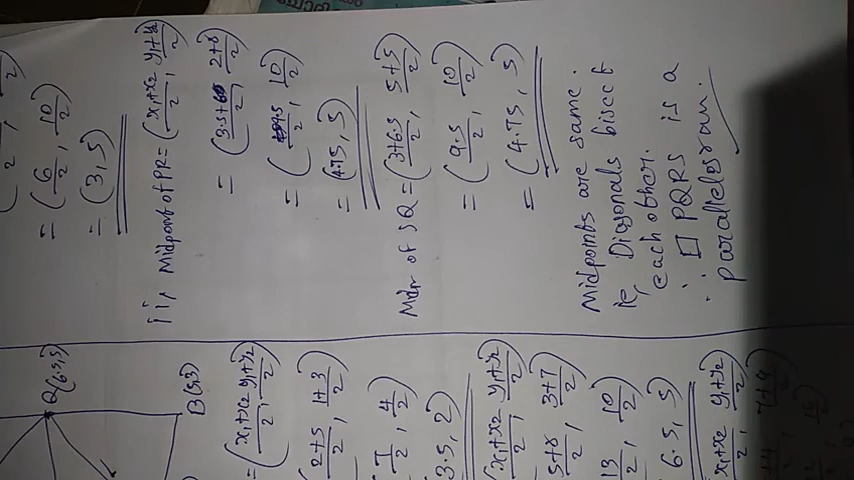 = (6/2, 10/2)
= (3, 5)
ii, Midpoint of PR = (x₁+x₂/2, y₁+y₂/2)
= (3.5+6/2, 2+8/2)
= (9.5/2, 10/2)
= (4.75, 5)
Midp of SQ = (3+6.5/2, 5+5/2)
= (9.5/2, 10/2)
= (4.75, 5)
Midpoints are same.
ie, Diagonals bisect
each other.
∴ □ PQRS is a
parallelogram.
Q(6.5,5)
B(5,3)
= (x₁+x₂/2, y₁+y₂/2)
(2+5/2, 1+3/2)
7/2, 4/2)
3.5, 2)
(x₁+x₂/2, y₁+y₂/2)
5+8/2, 3+7/2)
13/2, 10/2)
6.5, 5)
x₁+x₂/2, y₁+y₂/2)